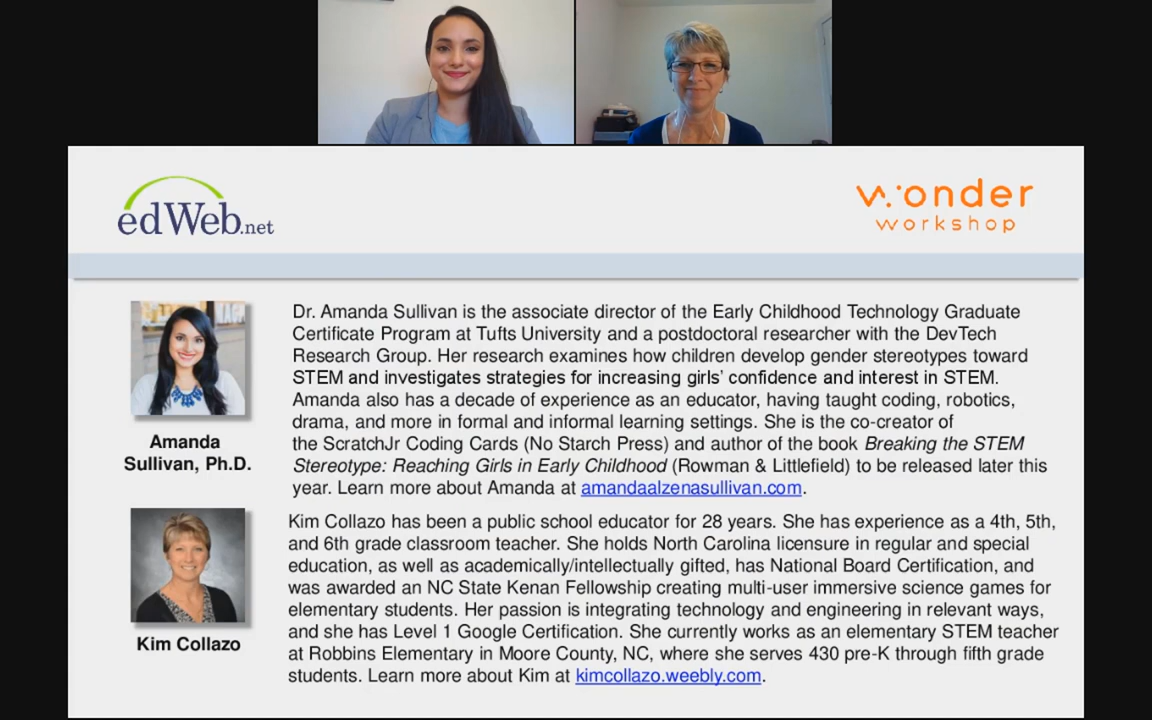 edWeb.net
wonder
workshop
Dr. Amanda Sullivan is the associate director of the Early Childhood Technology Graduate
Certificate Program at Tufts University and a postdoctoral researcher with the DevTech
Research Group. Her research examines how children develop gender stereotypes toward
STEM and investigates strategies for increasing girls' confidence and interest in STEM.
Amanda also has a decade of experience as an educator, having taught coding, robotics,
drama, and more in formal and informal learning settings. She is the co-creator of
the ScratchJr Coding Cards (No Starch Press) and author of the book Breaking the STEM
Stereotype: Reaching Girls in Early Childhood (Rowman & Littlefield) to be released later this
year. Learn more about Amanda at amandaalzenasullivan.com.
Amanda
Sullivan, Ph.D.
Kim Collazo has been a public school educator for 28 years. She has experience as a 4th, 5th,
and 6th grade classroom teacher. She holds North Carolina licensure in regular and special
education, as well as academically/intellectually gifted, has National Board Certification, and
was awarded an NC State Kenan Fellowship creating multi-user immersive science games for
elementary students. Her passion is integrating technology and engineering in relevant ways,
and she has Level 1 Google Certification. She currently works as an elementary STEM teacher
at Robbins Elementary in Moore County, NC, where she serves 430 pre-K through fifth grade
students. Learn more about Kim at kimcollazo.weebly.com.
Kim Collazo